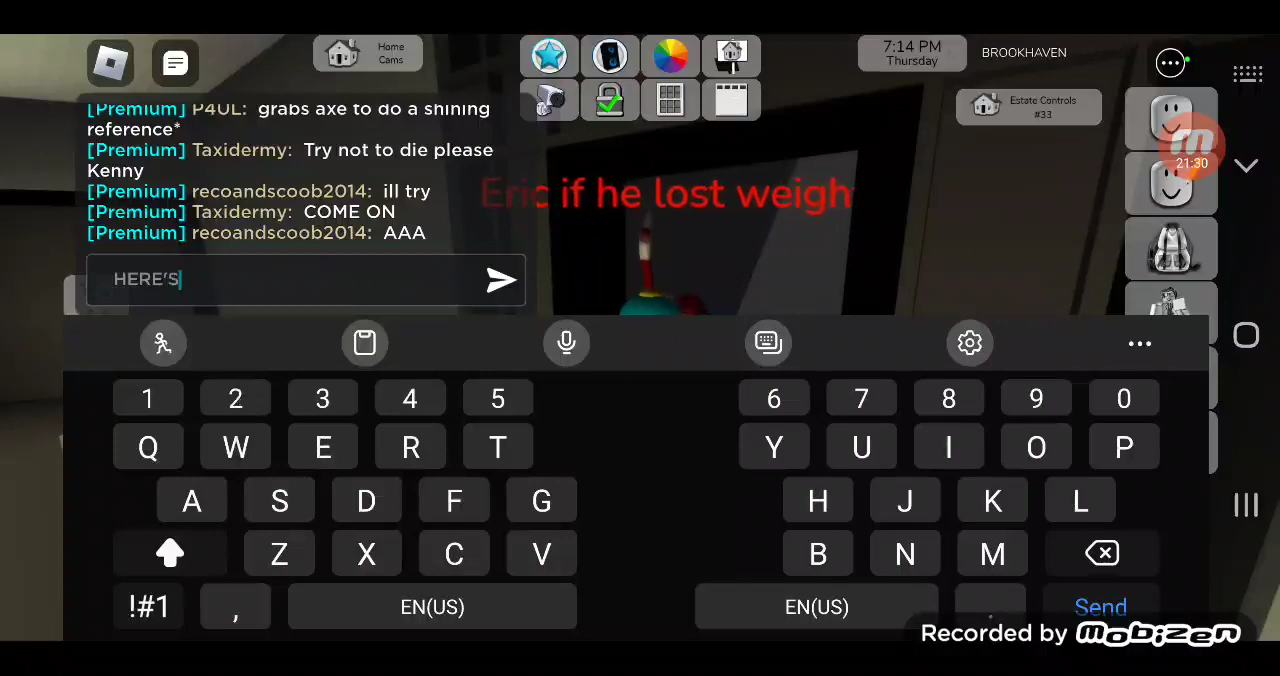 Home
Cams
7:14 PM
Thursday
BROOKHAVEN
Estate Controls
#33
[Premium] P4UL: grabs axe to do a shining
reference*
[Premium] Taxidermy: Try not to die please
Kenny
[Premium] recoandscoob2014: ill try
[Premium] Taxidermy: COME ON
[Premium] recoandscoob2014: AAA
Eric if he lost weigh
21:30
HERE'S
1 2 3 4 5 6 7 8 9 0
Q W E R T Y U I O P
A S D F G H J K L
Z X C V B N M
!#1 , EN(US) EN(US) . Send
Recorded by mobizen